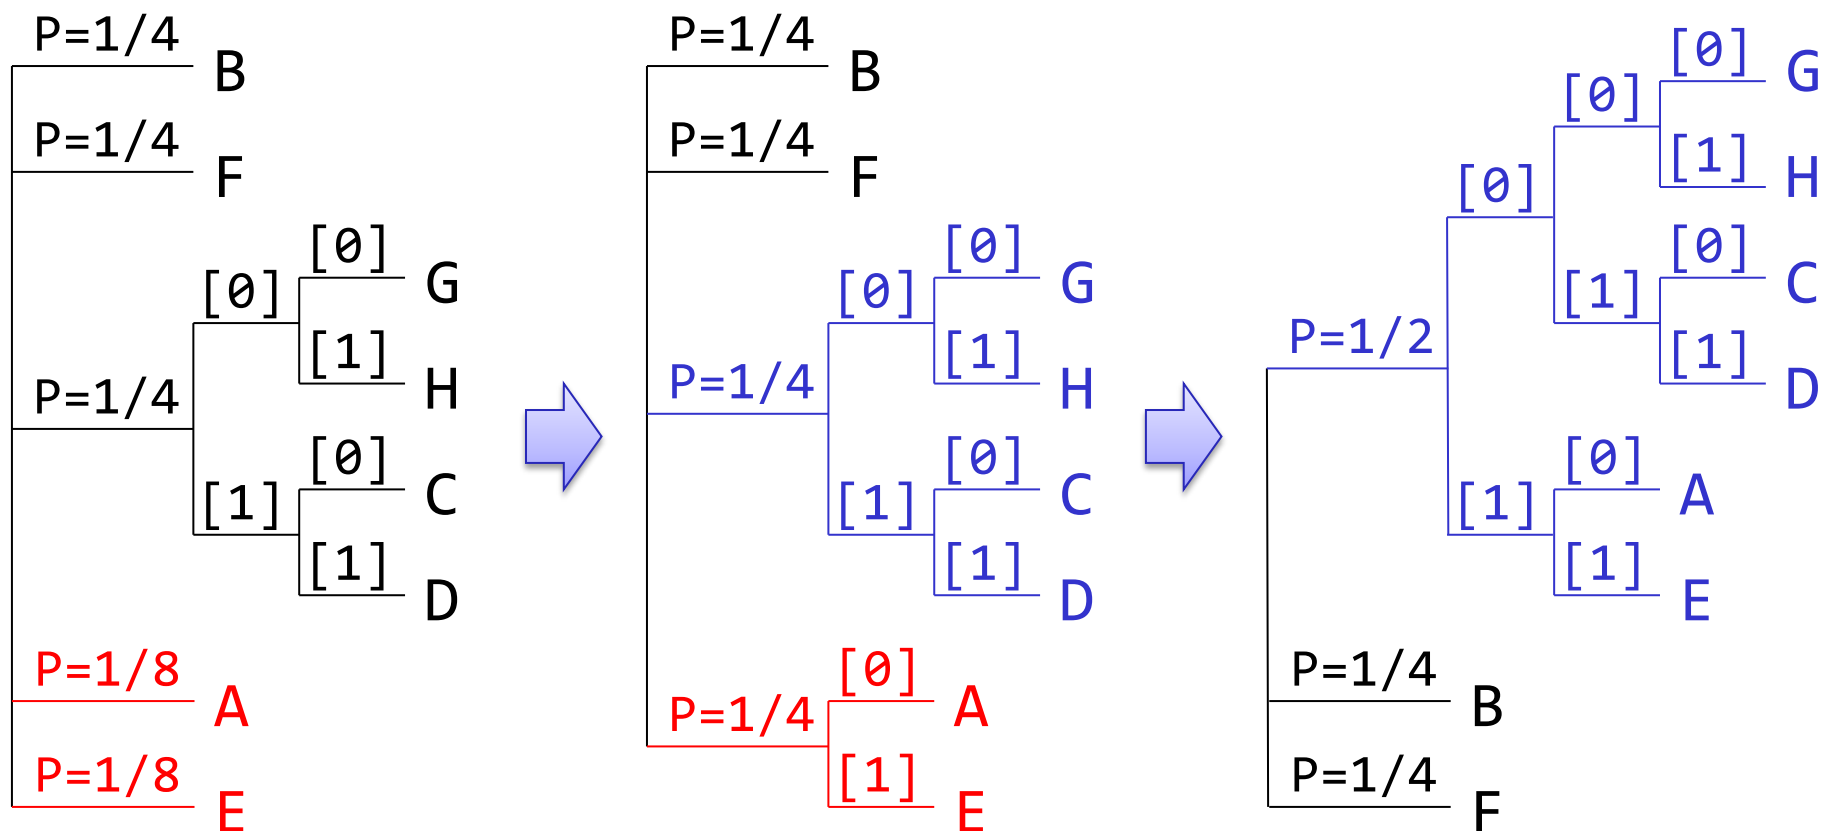 P=1/4
B
P=1/4
F
[0]
G
[0]
[1]
H
P=1/4
[0]
C
[1]
[1]
D
P=1/8
A
P=1/8
E
P=1/4
B
P=1/4
F
[0]
G
[0]
[1]
H
P=1/4
[0]
C
[1]
[1]
D
[0]
A
P=1/4
[1]
E
[0]
G
[0]
[1]
H
[0]
[0]
C
[1]
[1]
D
P=1/2
[0]
A
[1]
[1]
E
P=1/4
B
P=1/4
F